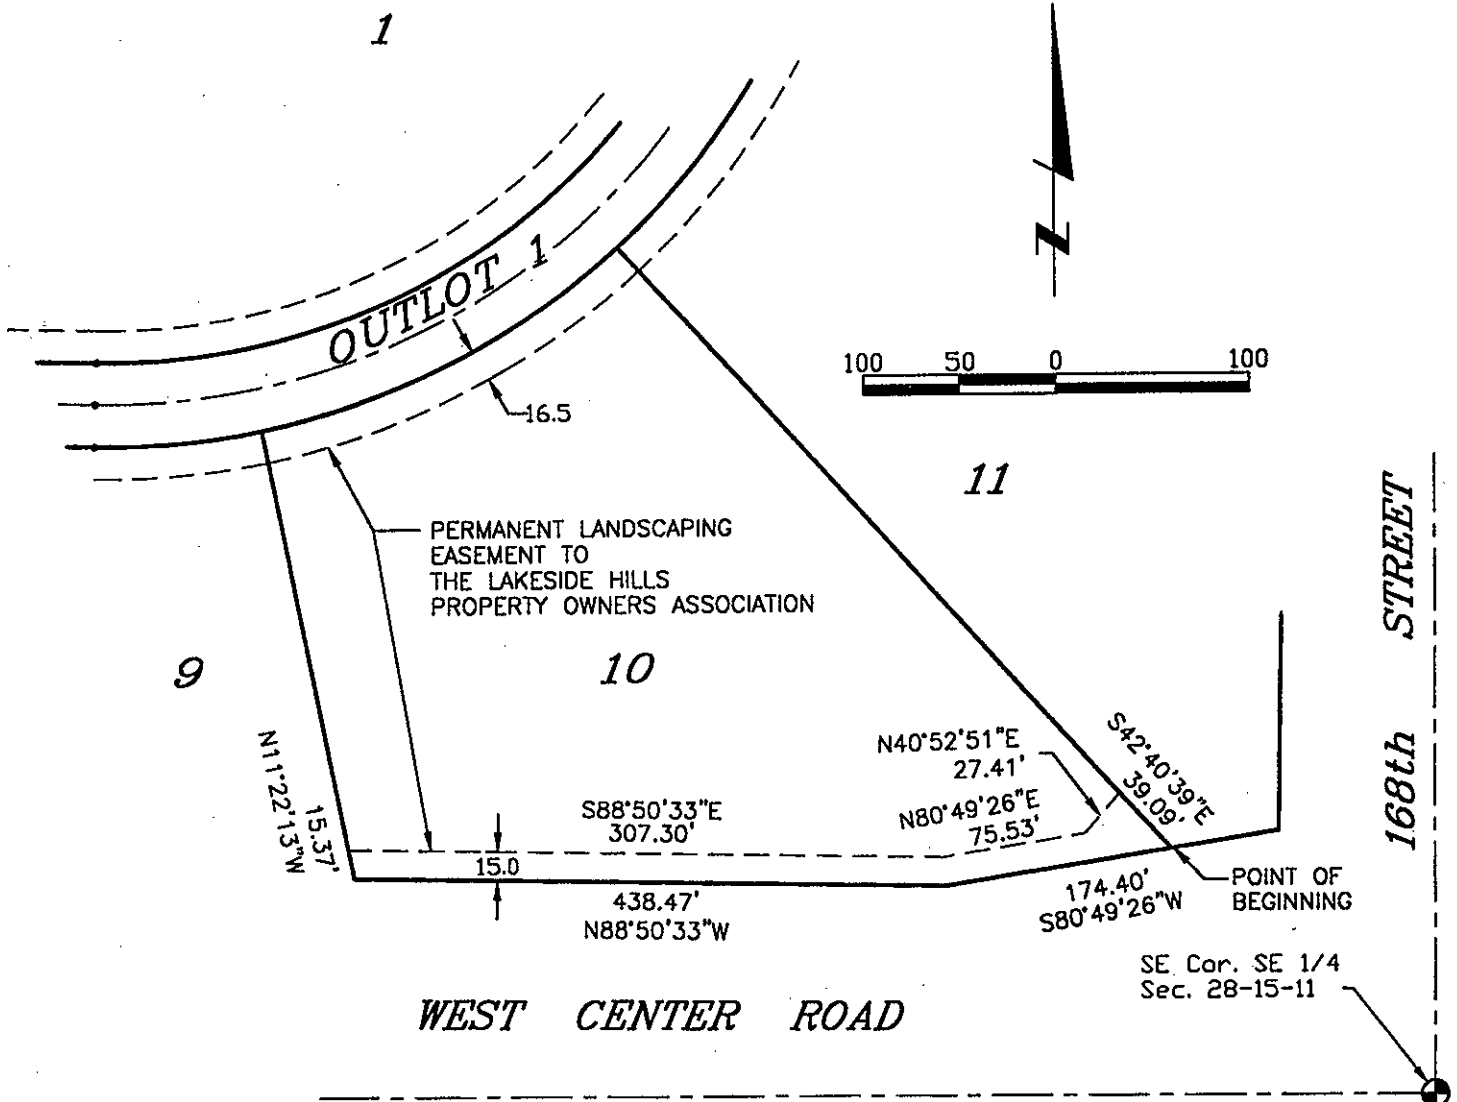 1
OUTLOT 1
N
100 50 0 100
16.5
11
168th STREET
PERMANENT LANDSCAPING
EASEMENT TO
THE LAKESIDE HILLS
PROPERTY OWNERS ASSOCIATION
9
10
N11°22'13"W
15.37'
S88°50'33"E
307.30'
15.0
438.47'
N88°50'33"W
N40°52'51"E
27.41'
N80°49'26"E
75.53'
S42°40'39"E
39.09'
174.40'
S80°49'26"W
POINT OF
BEGINNING
SE Cor. SE 1/4
Sec. 28-15-11
WEST CENTER ROAD